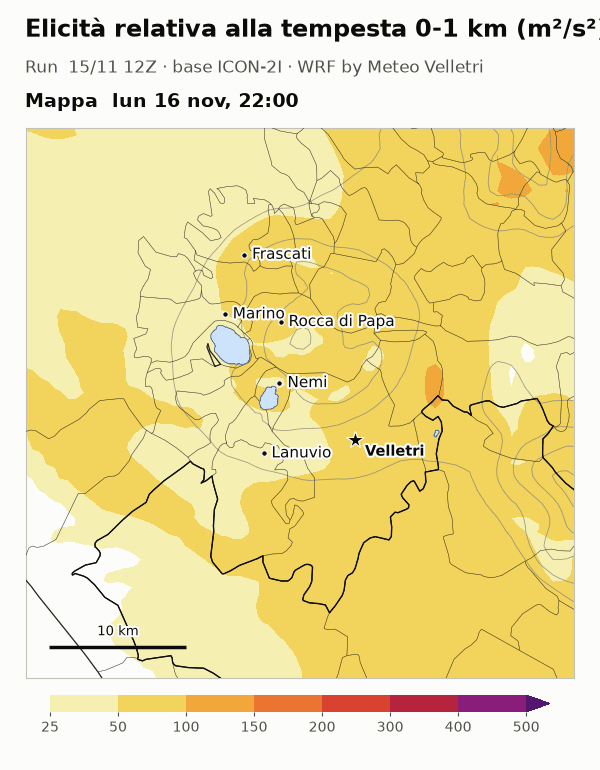 Elicità relativa alla tempesta 0-1 km (m²/s²)
Run  15/11 12Z · base ICON-2I · WRF by Meteo Velletri
Mappa  lun 16 nov, 22:00
Frascati
Marino
Rocca di Papa
Nemi
Velletri
Lanuvio
10 km
25 50 100 150 200 300 400 500